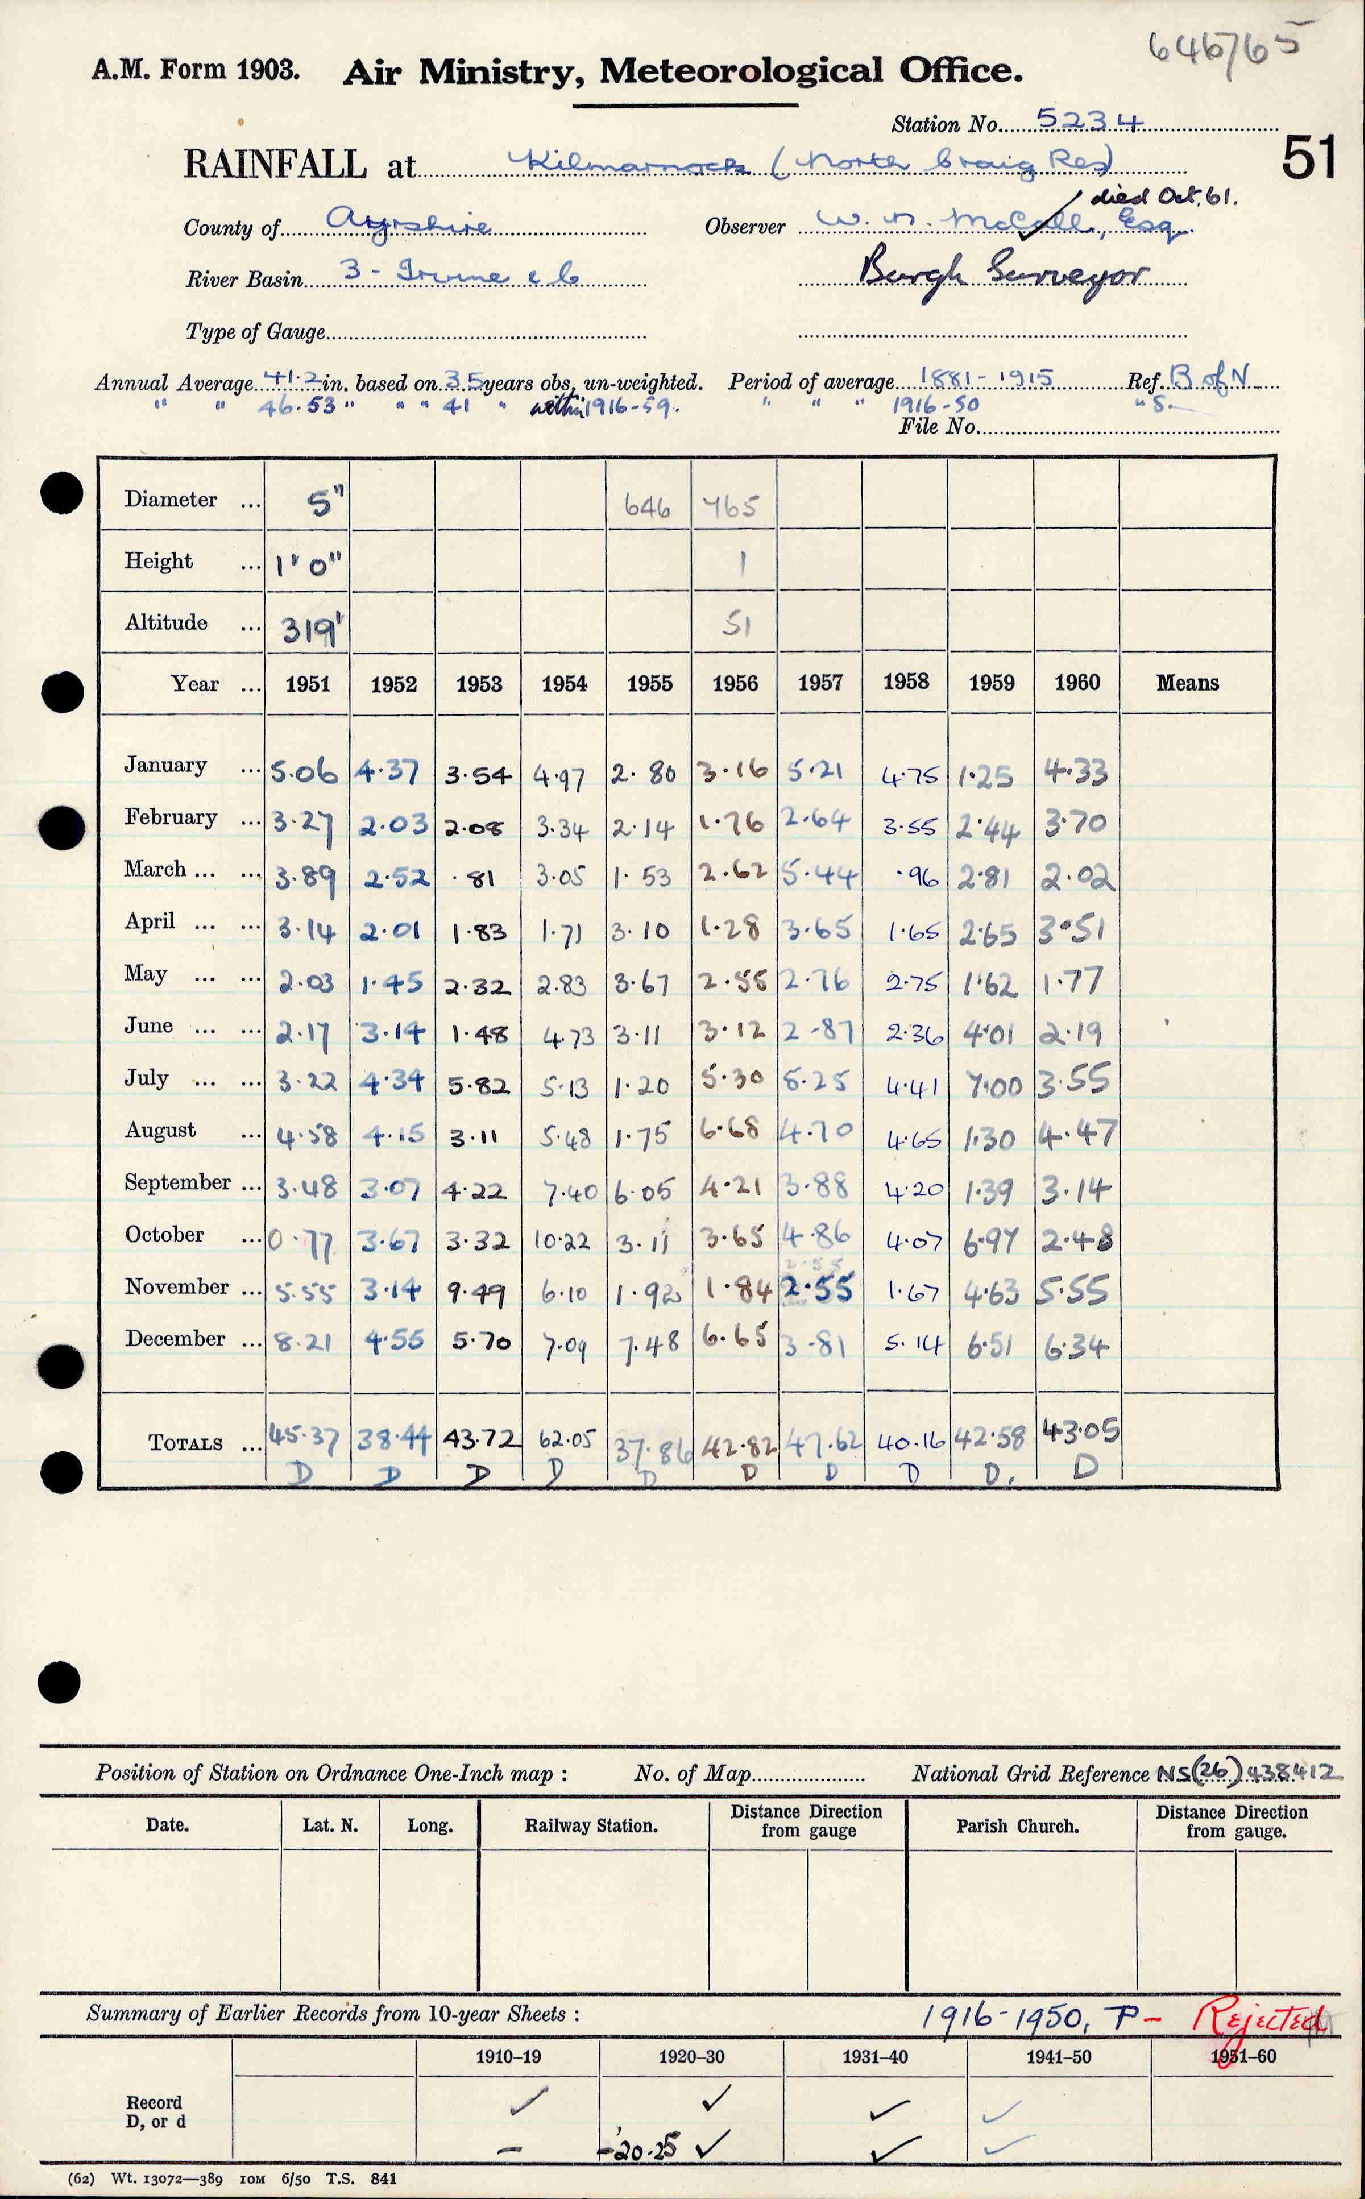 646765
A.M. Form 1903. Air Ministry, Meteorological Office.
Station No. 5234
RAINFALL at Kilmarnock (North Craig Res) 51
died Oct. 61.
County of Ayrshire Observer W. N. McCall, Esq.
River Basin 3 - Irvine & C Burgh Surveyor
Type of Gauge
Annual Average 41.2 in. based on 35 years obs, un-weighted. Period of average 1881-1915 Ref. B of N
" " 46.53 " " " 41 " within 1916-59. " " " 1916-50 " S-
File No.
Diameter ... 5" 646 765
Height ... 1' 0" 1
Altitude ... 319' 51
Year ... 1951 1952 1953 1954 1955 1956 1957 1958 1959 1960 Means
January ... 5.06 4.37 3.54 4.97 2.80 3.16 5.21 4.75 1.25 4.33
February ... 3.27 2.03 2.08 3.34 2.14 1.76 2.64 3.55 2.44 3.70
March ... ... 3.89 2.52 .81 3.05 1.53 2.62 5.44 .96 2.81 2.02
April ... ... 3.14 2.01 1.83 1.71 3.10 1.28 3.65 1.65 2.65 3.51
May ... ... 2.03 1.45 2.32 2.83 3.67 2.55 2.76 2.75 1.62 1.77
June ... ... 2.17 3.14 1.48 4.73 3.11 3.12 2.87 2.36 4.01 2.19
July ... ... 3.22 4.34 5.82 5.13 1.20 5.30 5.25 4.41 7.00 3.55
August ... 4.58 4.15 3.11 5.48 1.75 6.68 4.70 4.65 1.30 4.47
September ... 3.48 3.07 4.22 7.40 6.05 4.21 3.88 4.20 1.39 3.14
October ... 0.77 3.67 3.32 10.22 3.11 3.65 4.86 4.07 6.97 2.48
November ... 5.55 3.14 9.49 6.10 1.92 1.84 2.55 1.67 4.63 5.55
December ... 8.21 4.55 5.70 7.09 7.48 6.65 3.81 5.14 6.51 6.34
TOTALS ... 45.37 38.44 43.72 62.05 37.86 42.82 47.62 40.16 42.58 43.05
D D D D D D D D D. D
Position of Station on Ordnance One-Inch map : No. of Map National Grid Reference NS(26) 438412
Date. Lat. N. Long. Railway Station. Distance Direction from gauge Parish Church. Distance Direction from gauge.
Summary of Earlier Records from 10-year Sheets : 1916-1950, P- Rejected
1910–19 1920–30 1931–40 1941–50 1951–60
Record ✓ ✓ ✓ ✓
D, or d – -'20-25 ✓ ✓ ✓
(62) Wt. 13072—389 10M 6/50 T.S. 841